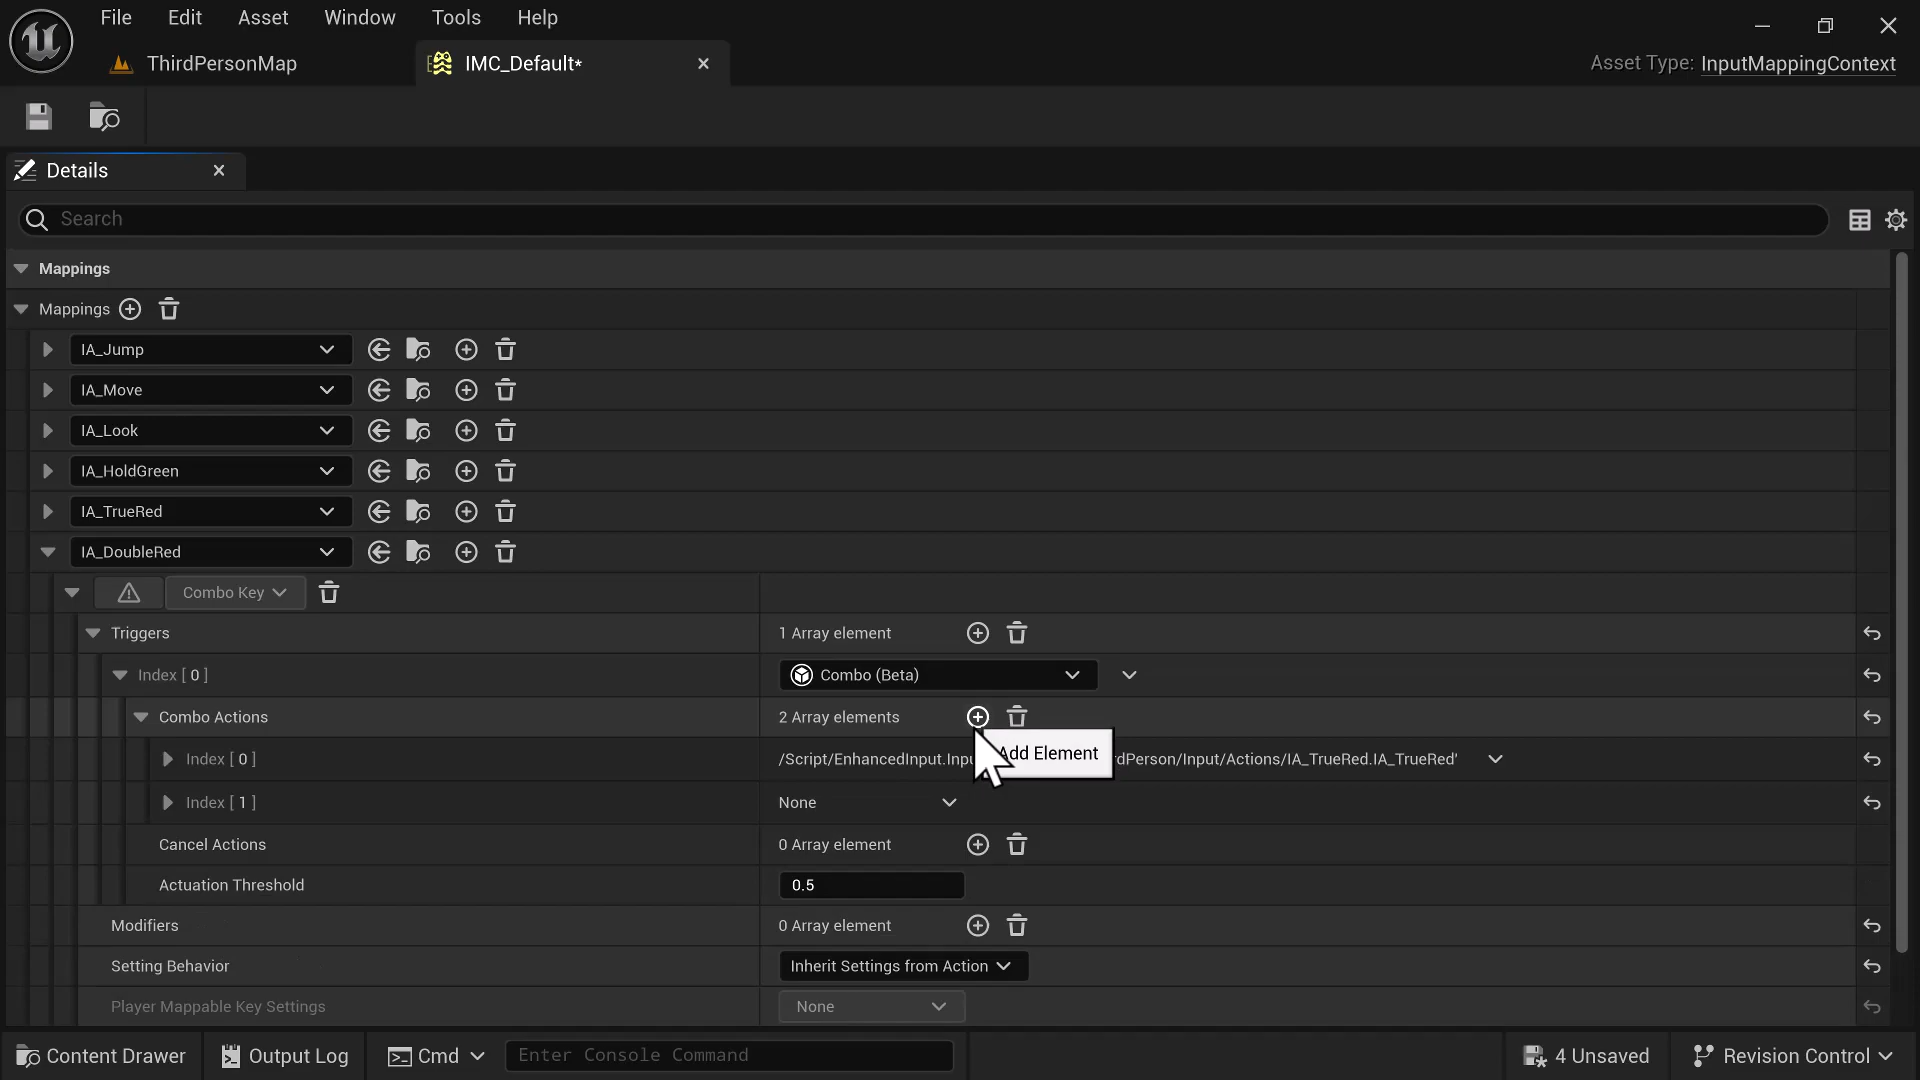 File Edit Asset Window Tools Help
ThirdPersonMap
IMC_Default*
Asset Type: InputMappingContext
Details
Search
Mappings
Mappings
IA_Jump
IA_Move
IA_Look
IA_HoldGreen
IA_TrueRed
IA_DoubleRed
Combo Key
Triggers 1 Array element
Index [ 0 ] Combo (Beta)
Combo Actions 2 Array elements
Add Element
Index [ 0 ] /Script/EnhancedInput.Inpu rdPerson/Input/Actions/IA_TrueRed.IA_TrueRed'
Index [ 1 ] None
Cancel Actions 0 Array element
Actuation Threshold 0.5
Modifiers 0 Array element
Setting Behavior Inherit Settings from Action
Player Mappable Key Settings None
Content Drawer Output Log Cmd Enter Console Command 4 Unsaved Revision Control